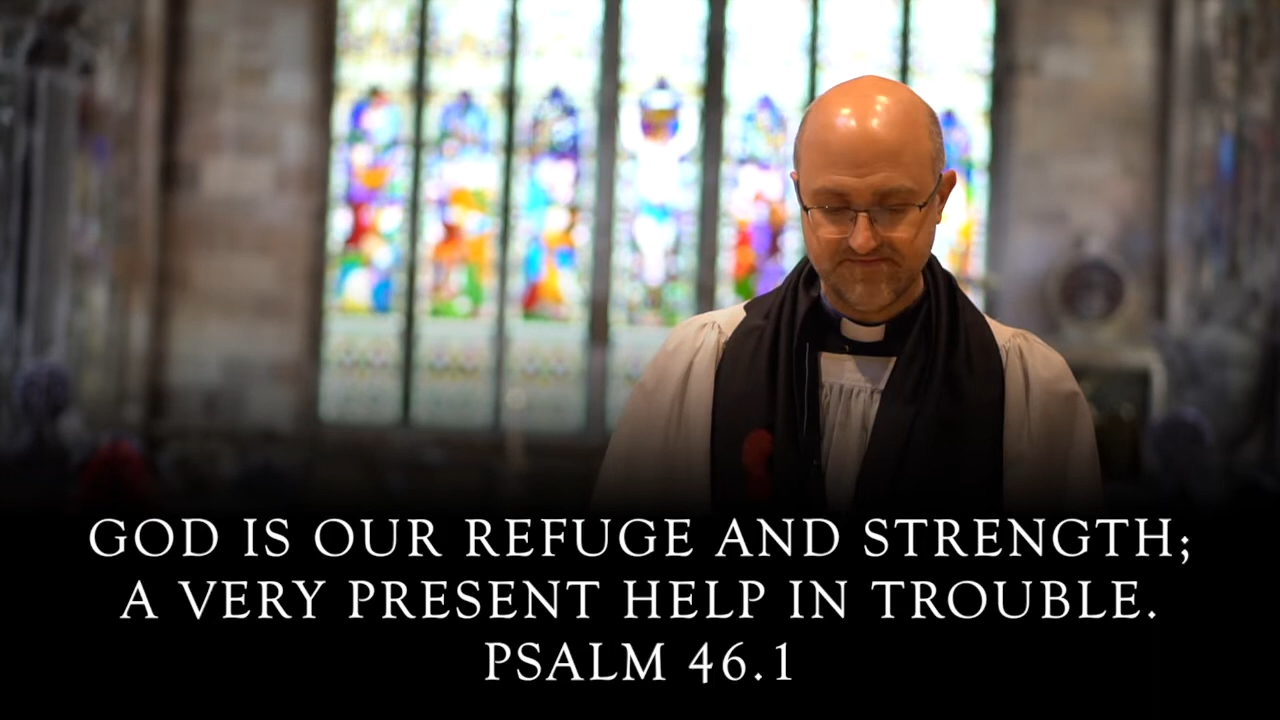 GOD IS OUR REFUGE AND STRENGTH;
A VERY PRESENT HELP IN TROUBLE.
PSALM 46.1